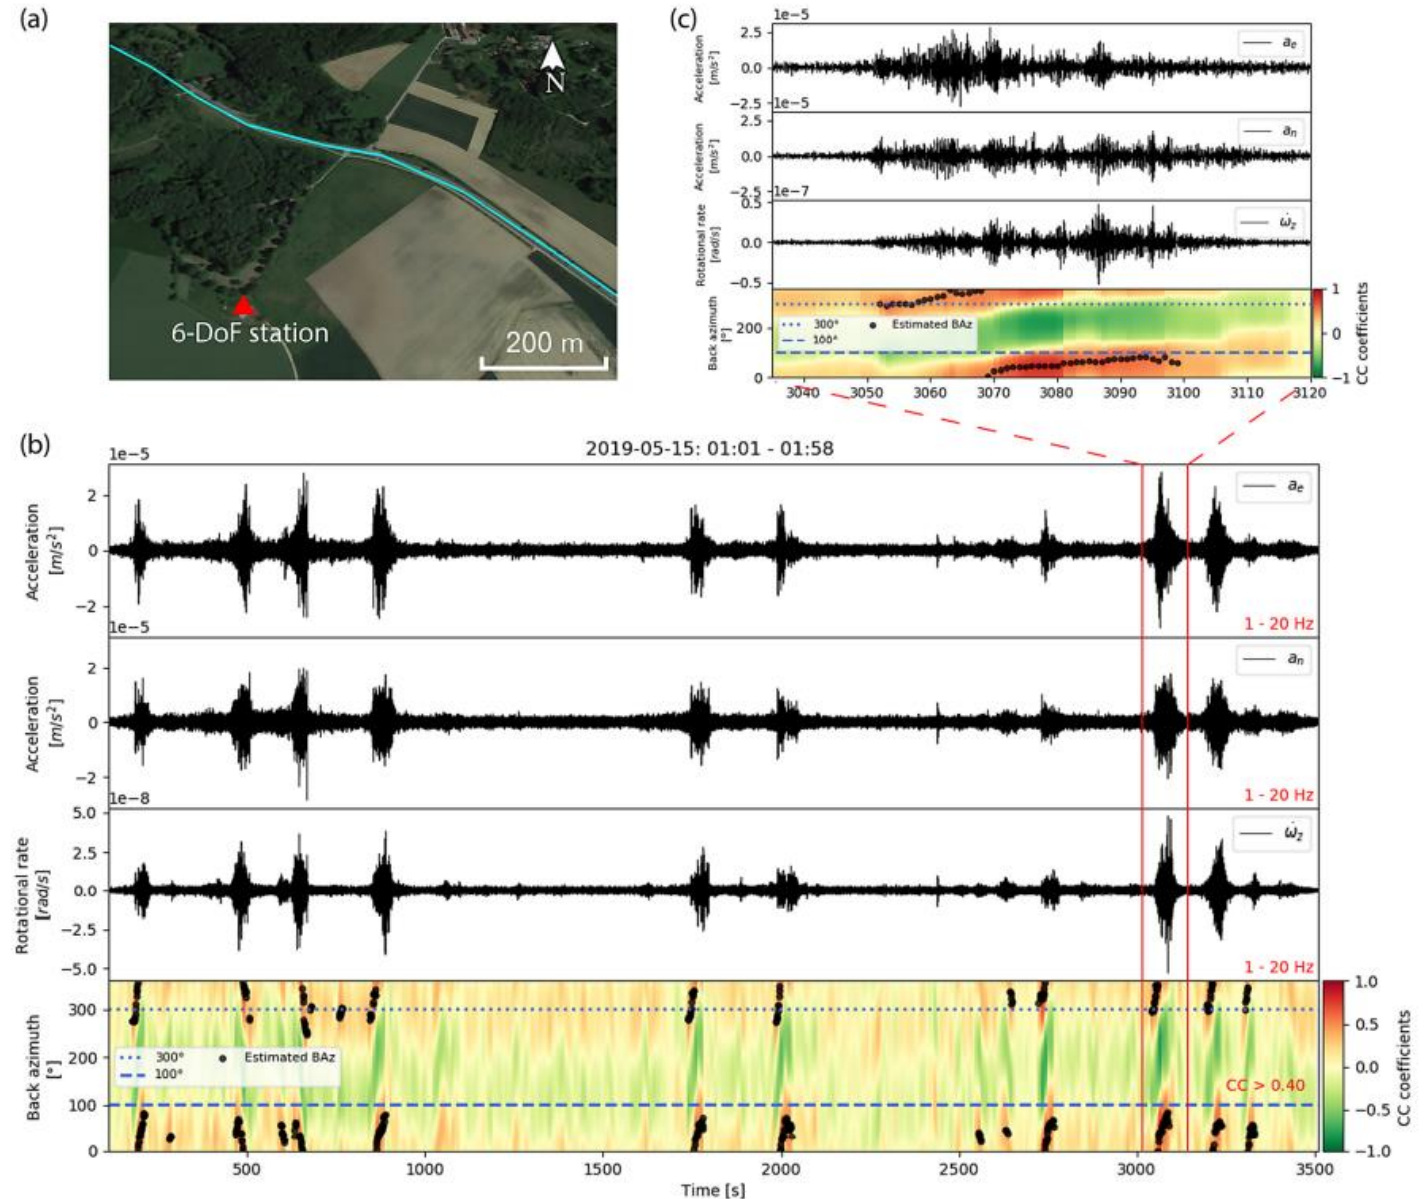 (a)
N
6-DoF station
200 m
(c)
1e−5
2.5
0.0
−2.5
Acceleration
[m/s²]
aₑ
1e−5
2.5
0.0
−2.5
Acceleration
[m/s²]
aₙ
1e−7
0.5
0.0
−0.5
Rotational rate
[rad/s]
ω̇_z
200
0
Back azimuth
[°]
300°
Estimated BAz
100°
1
0
−1
CC coefficients
3040 3050 3060 3070 3080 3090 3100 3110 3120
(b)
2019-05-15: 01:01 - 01:58
1e−5
2
0
−2
Acceleration
[m/s²]
aₑ
1 - 20 Hz
1e−5
2
0
−2
Acceleration
[m/s²]
aₙ
1 - 20 Hz
1e−8
5.0
2.5
0.0
−2.5
−5.0
Rotational rate
[rad/s]
ω̇_z
1 - 20 Hz
300
200
100
0
Back azimuth
[°]
300°
Estimated BAz
100°
CC > 0.40
1.0
0.5
0.0
−0.5
−1.0
CC coefficients
500 1000 1500 2000 2500 3000 3500
Time [s]